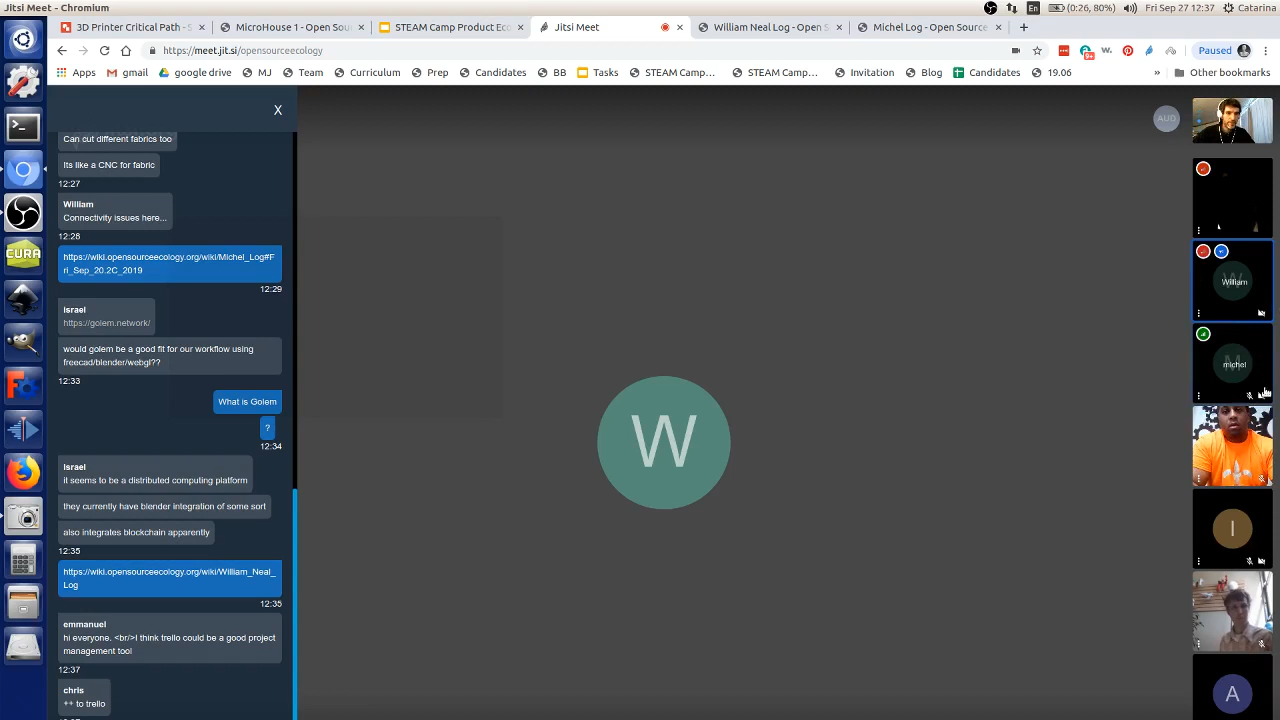 Jitsi Meet - Chromium
En
(0:26, 80%)
Fri Sep 27 12:37
Catarina
3D Printer Critical Path -
MicroHouse 1 - Open Sou
STEAM Camp Product Ec
Jitsi Meet
William Neal Log - Open S
Michel Log - Open Source
https://meet.jit.si/opensourceecology
9+
W.
Paused
Apps
gmail
google drive
MJ
Team
Curriculum
Prep
Candidates
BB
Tasks
STEAM Camp...
STEAM Camp...
Invitation
Blog
Candidates
19.06
»
Other bookmarks
X
Can cut different fabrics too
Its like a CNC for fabric
12:27
William
Connectivity issues here...
12:28
https://wiki.opensourceecology.org/wiki/Michel_Log#F
ri_Sep_20.2C_2019
12:29
Israel
https://golem.network/
would golem be a good fit for our workflow using
freecad/blender/webgl??
12:33
What is Golem
?
12:34
Israel
it seems to be a distributed computing platform
they currently have blender integration of some sort
also integrates blockchain apparently
12:35
https://wiki.opensourceecology.org/wiki/William_Neal_
Log
12:35
emmanuel
hi everyone. <br/>I think trello could be a good project
management tool
12:37
chris
++ to trello
CURA
W
AUD
William
michel
I
A